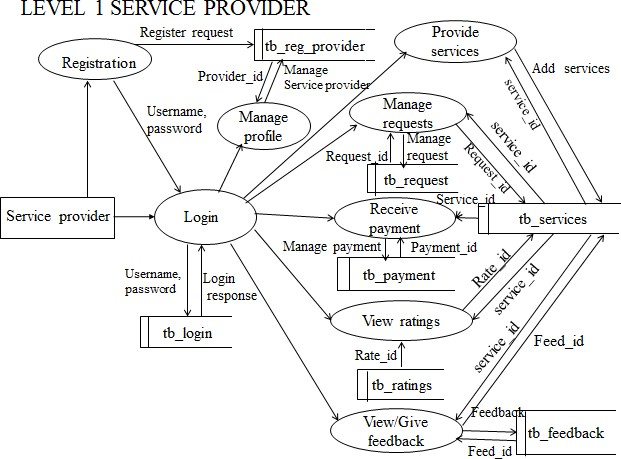 LEVEL 1 SERVICE PROVIDER
Register request
Registration
tb_reg_provider
Provide
services
Provider_id
Manage
Service provider
Add services
service_id
Username,
password
Manage
profile
Manage
requests
Request_id
Manage
request
service_id
Request_id
tb_request
Service provider
Login
Receive
payment
Service_id
tb_services
Username,
password
Login
response
Manage payment
Payment_id
tb_payment
Rate_id
service_id
tb_login
View ratings
service_id
Feed_id
Rate_id
tb_ratings
View/Give
feedback
Feedback
tb_feedback
Feed_id